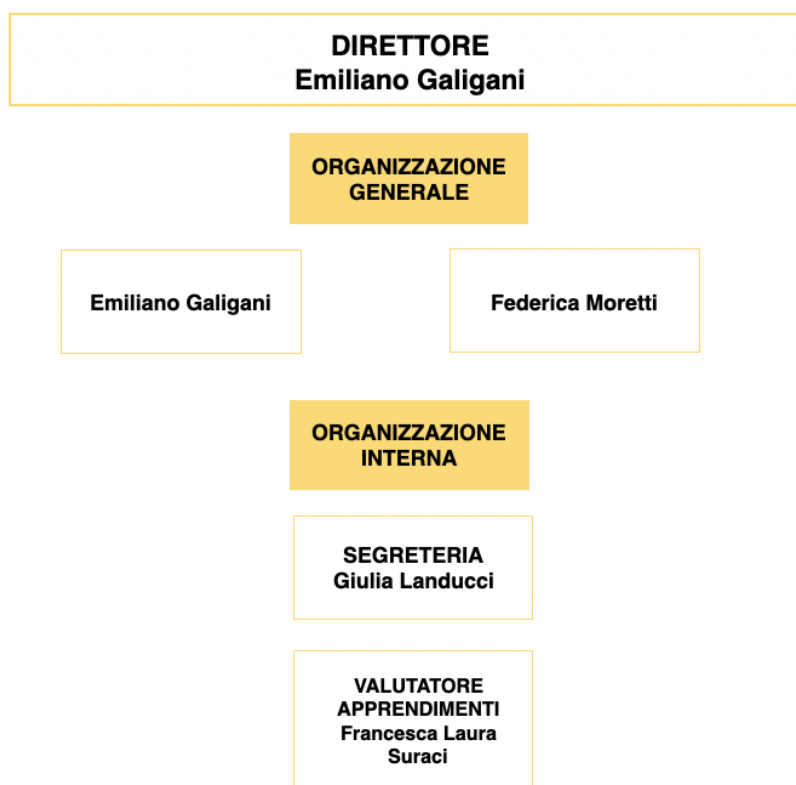 DIRETTORE
Emiliano Galigani
ORGANIZZAZIONE
GENERALE
Emiliano Galigani
Federica Moretti
ORGANIZZAZIONE
INTERNA
SEGRETERIA
Giulia Landucci
VALUTATORE
APPRENDIMENTI
Francesca Laura
Suraci